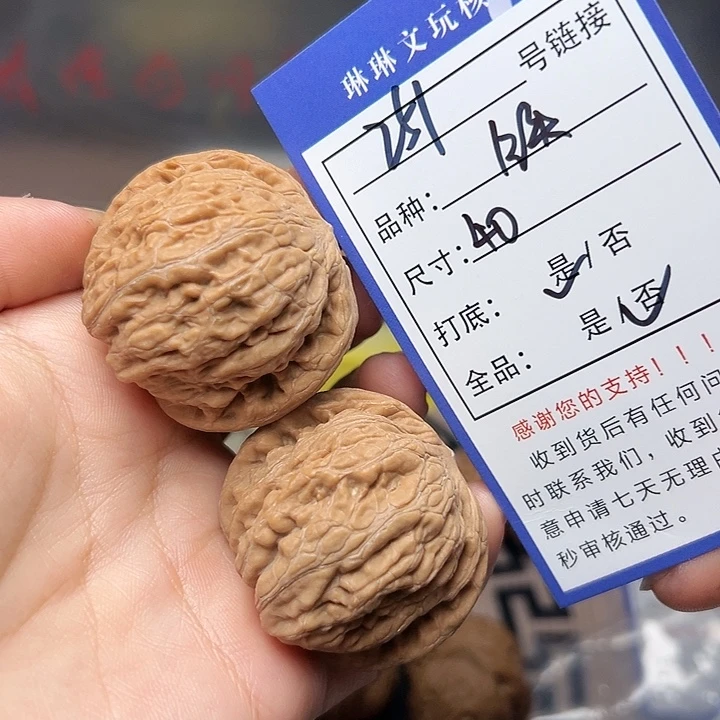 琳琳文玩核
251 号链接
品种：
尺寸：40
打底： 是/否
全品： 是/否
感谢您的支持！！！
收到货后有任何问
时联系我们，收到
意申请七天无理由
秒审核通过。